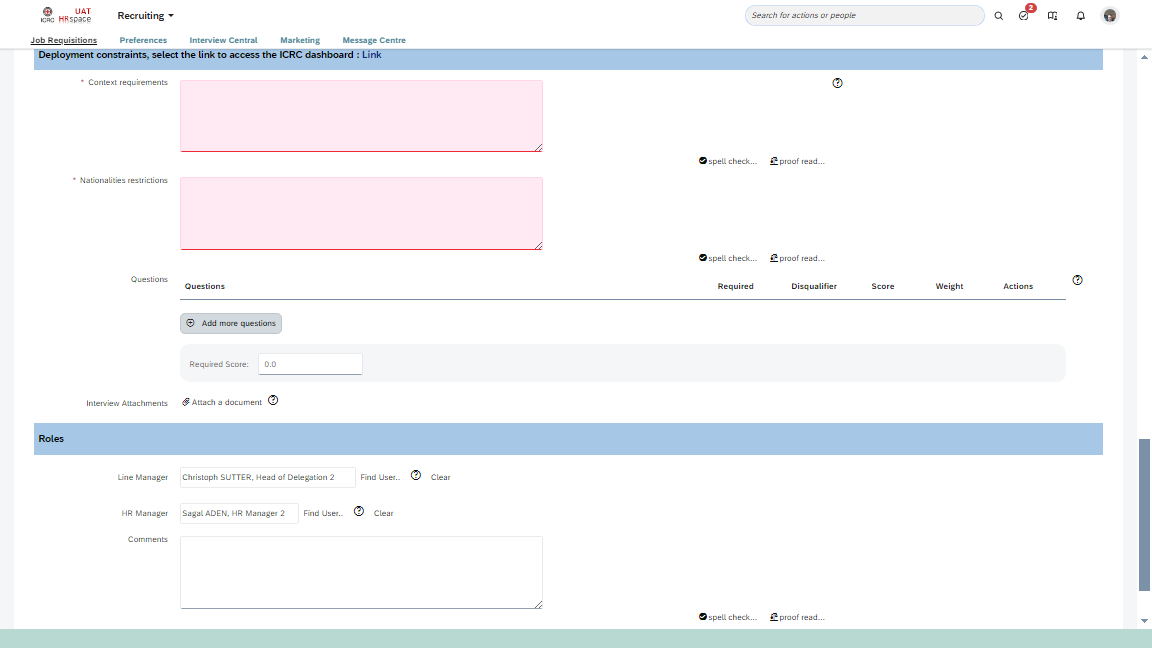 ICRC UAT HRspace Recruiting Search for actions or people 2
Job Requisitions Preferences Interview Central Marketing Message Centre
Deployment constraints, select the link to access the ICRC dashboard : Link
* Context requirements
spell check... proof read...
* Nationalities restrictions
spell check... proof read...
Questions
Questions Required Disqualifier Score Weight Actions
Add more questions
Required Score: 0.0
Interview Attachments Attach a document
Roles
Line Manager Christoph SUTTER, Head of Delegation 2 Find User.. Clear
HR Manager Sagal ADEN, HR Manager 2 Find User.. Clear
Comments
spell check... proof read...